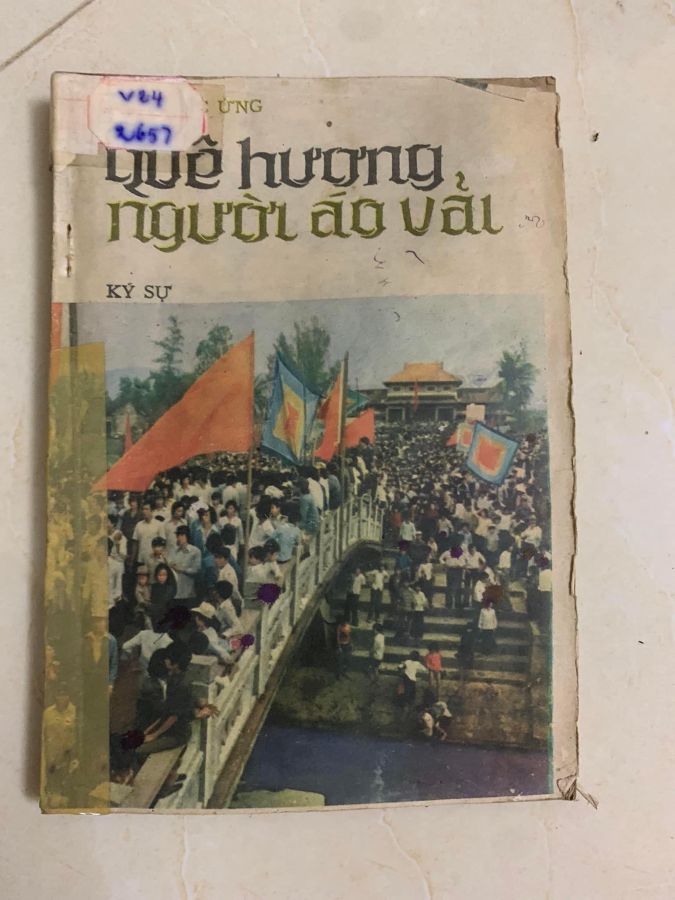 V24
2657
ỨNG
QUÊ HƯƠNG
NGƯỜI ÁO VẢI
KÝ SỰ